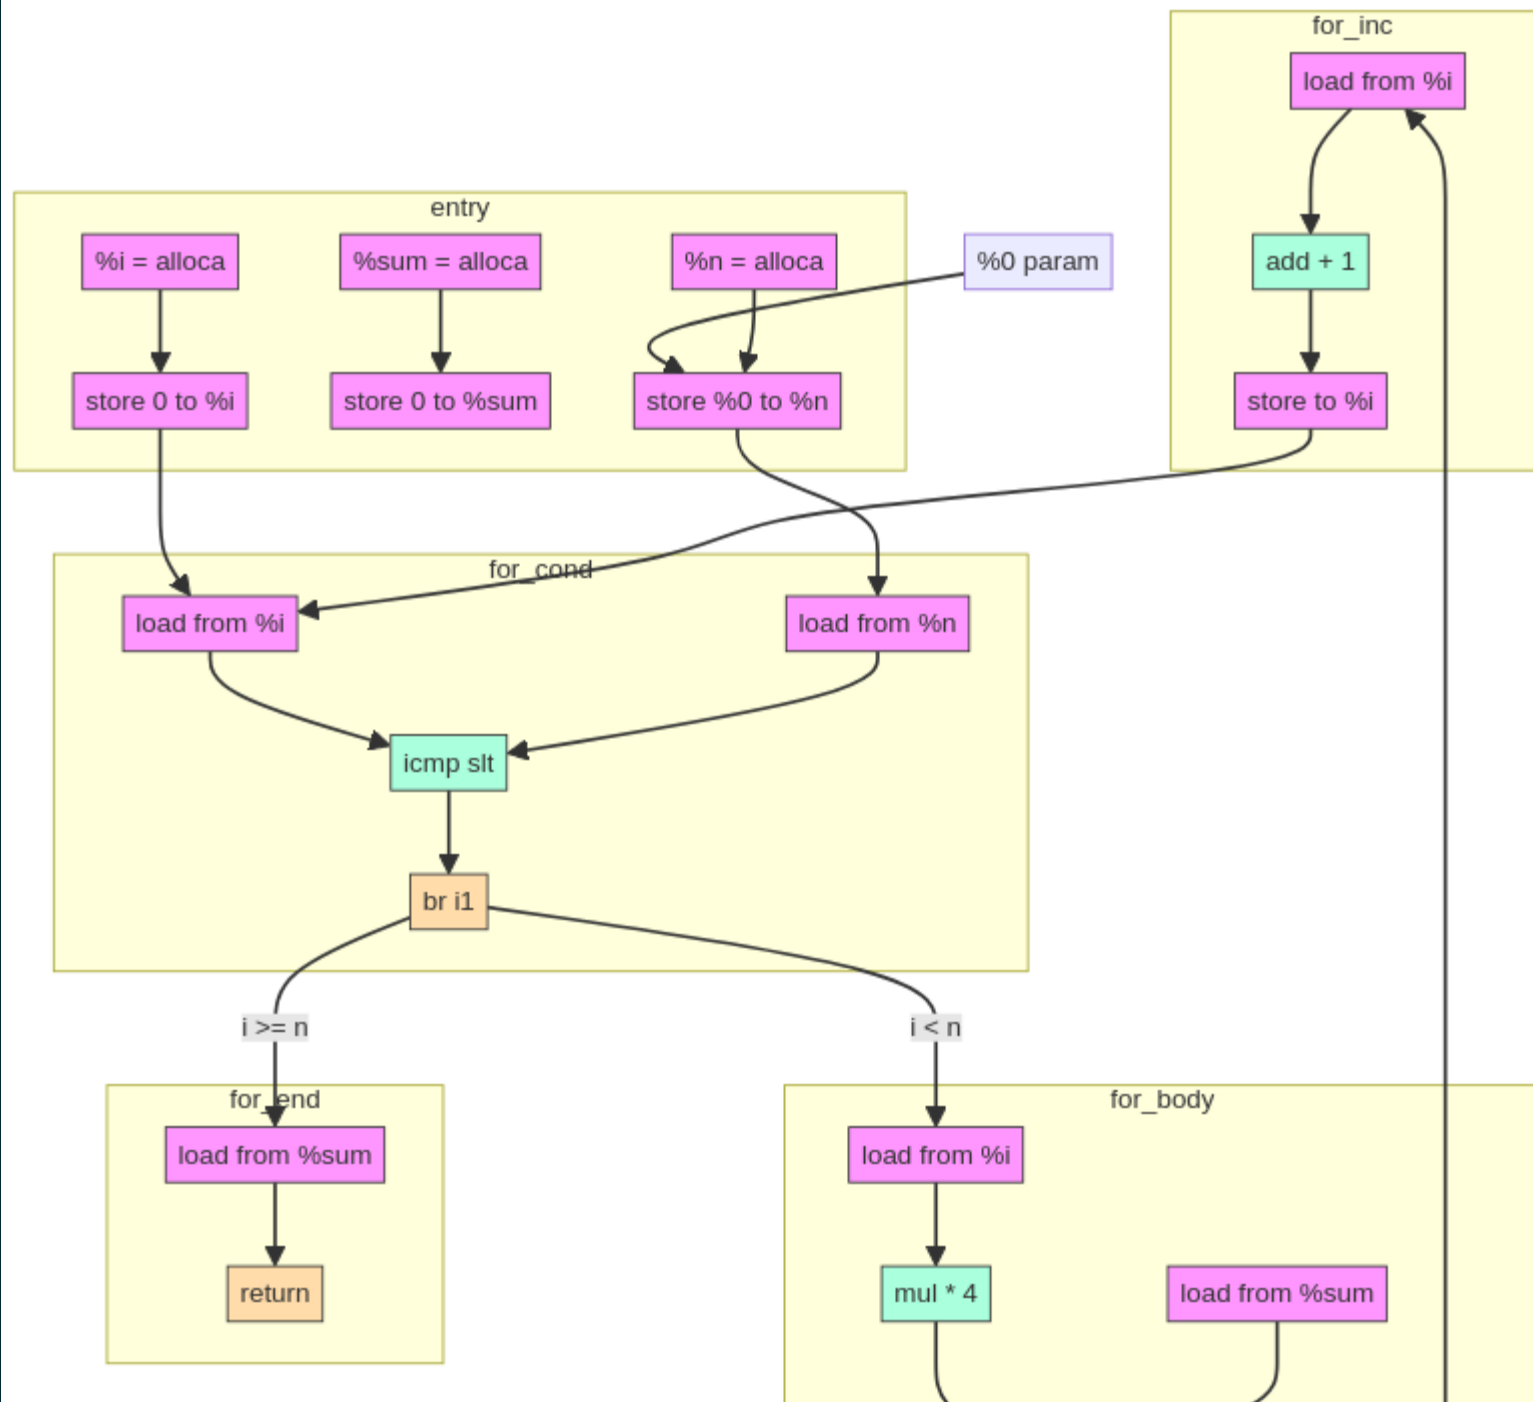 for_inc
load from %i
entry
%i = alloca
%sum = alloca
%n = alloca
%0 param
add + 1
store 0 to %i
store 0 to %sum
store %0 to %n
store to %i
for_cond
load from %i
load from %n
icmp slt
br i1
i >= n
i < n
for_end
for_body
load from %sum
load from %i
return
mul * 4
load from %sum